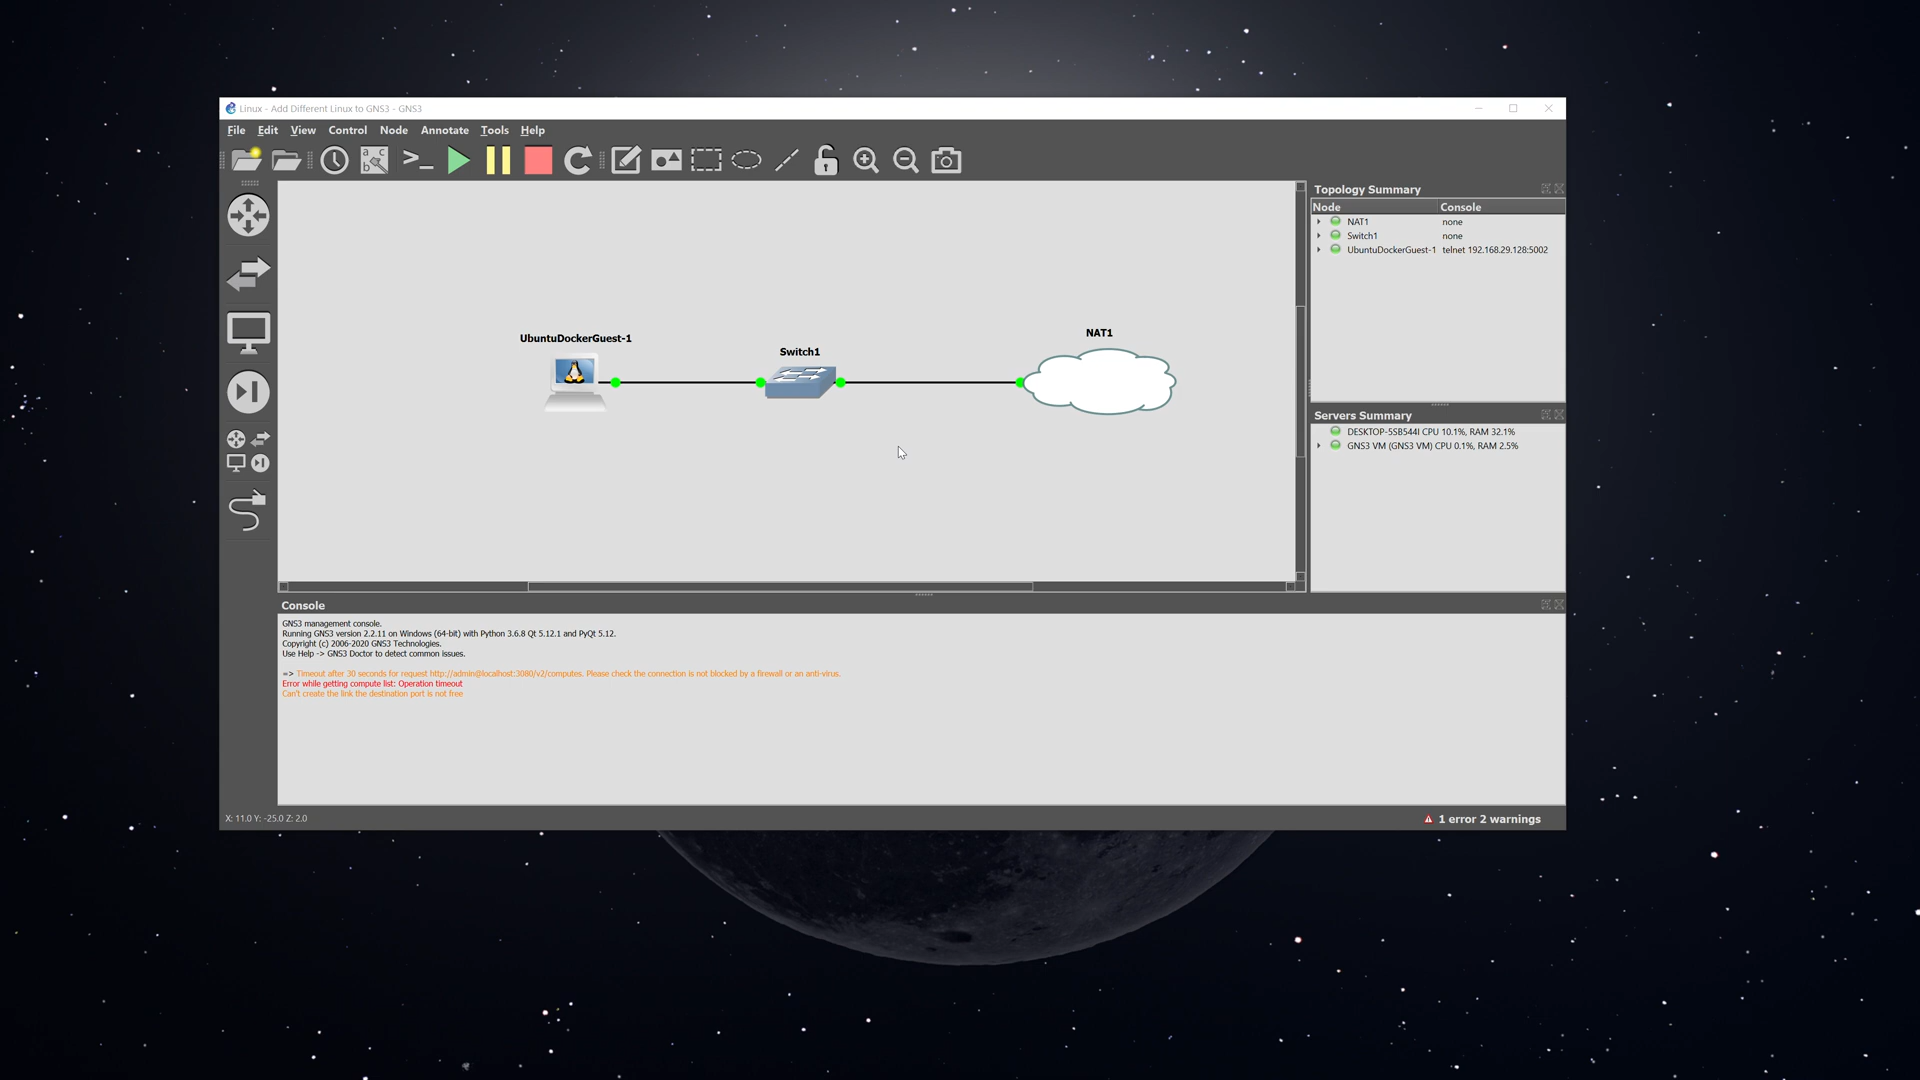 Linux - Add Different Linux to GNS3 - GNS3
File Edit View Control Node Annotate Tools Help
a c
b
Topology Summary
Node Console
NAT1 none
Switch1 none
UbuntuDockerGuest-1 telnet 192.168.29.128:5002
UbuntuDockerGuest-1
Switch1
NAT1
Servers Summary
DESKTOP-5SB544I CPU 10.1%, RAM 32.1%
GNS3 VM (GNS3 VM) CPU 0.1%, RAM 2.5%
Console
GNS3 management console.
Running GNS3 version 2.2.11 on Windows (64-bit) with Python 3.6.8 Qt 5.12.1 and PyQt 5.12.
Copyright (c) 2006-2020 GNS3 Technologies.
Use Help -> GNS3 Doctor to detect common issues.
=> Timeout after 30 seconds for request http://admin@localhost:3080/v2/computes. Please check the connection is not blocked by a firewall or an anti-virus.
Error while getting compute list: Operation timeout
Can't create the link the destination port is not free
X: 11.0 Y: -25.0 Z: 2.0
1 error 2 warnings